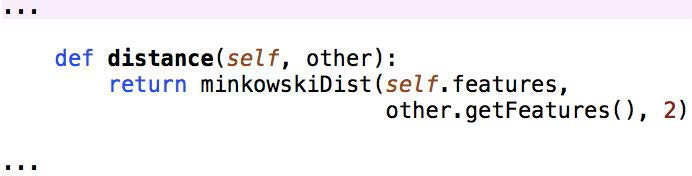 ...
def distance(self, other):
return minkowskiDist(self.features,
other.getFeatures(), 2)
...